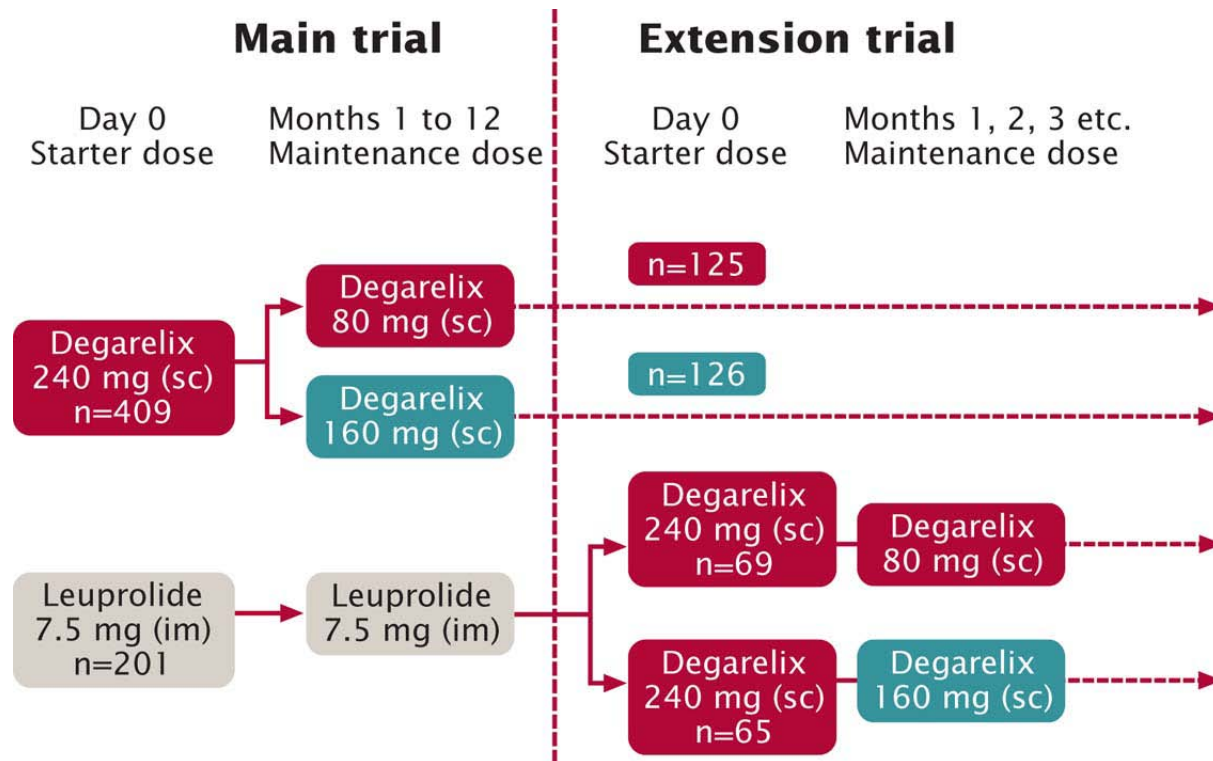 Main trial
Extension trial
Day 0
Starter dose
Months 1 to 12
Maintenance dose
Day 0
Starter dose
Months 1, 2, 3 etc.
Maintenance dose
Degarelix
240 mg (sc)
n=409
Degarelix
80 mg (sc)
n=125
Degarelix
160 mg (sc)
n=126
Leuprolide
7.5 mg (im)
n=201
Leuprolide
7.5 mg (im)
Degarelix
240 mg (sc)
n=69
Degarelix
80 mg (sc)
Degarelix
240 mg (sc)
n=65
Degarelix
160 mg (sc)